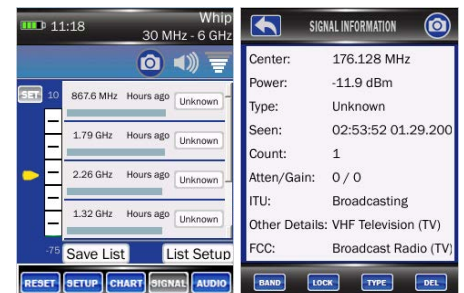 11:18
Whip
30 MHz - 6 GHz
SET
10
867.6 MHz Hours ago Unknown
1.79 GHz Hours ago Unknown
2.26 GHz Hours ago Unknown
1.32 GHz Hours ago Unknown
-75
Save List List Setup
RESET SETUP CHART SIGNAL AUDIO
SIGNAL INFORMATION
Center: 176.128 MHz
Power: -11.9 dBm
Type: Unknown
Seen: 02:53:52 01.29.200
Count: 1
Atten/Gain: 0 / 0
ITU: Broadcasting
Other Details: VHF Television (TV)
FCC: Broadcast Radio (TV)
BAND LOCK TYPE DEL